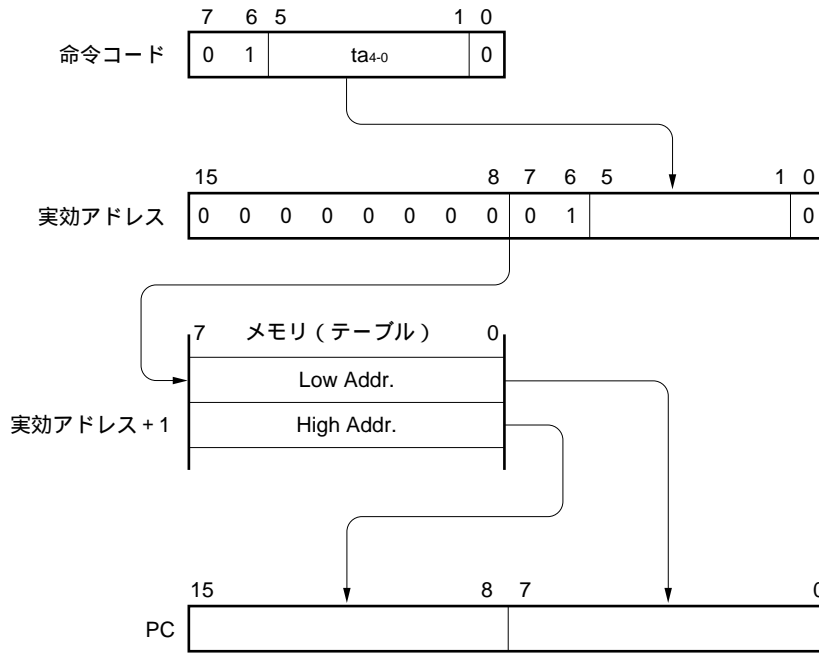 7 6 5 1 0
命令コード 0 1 ta4-0 0
15 8 7 6 5 1 0
実効アドレス 0 0 0 0 0 0 0 0 0 1 0
7 メモリ(テーブル) 0
Low Addr.
実効アドレス+1 High Addr.
15 8 7 0
PC